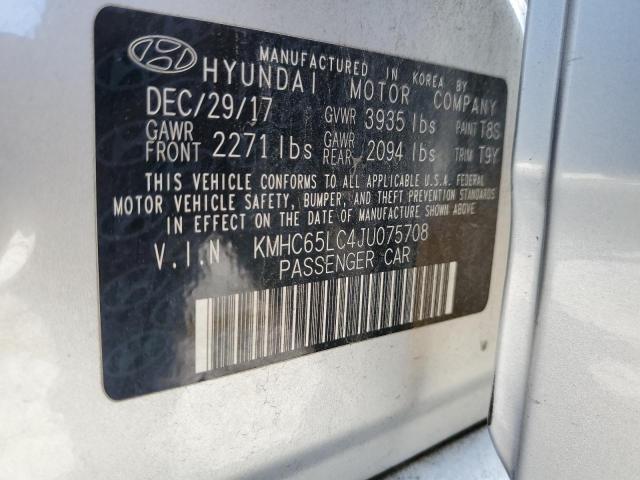 MANUFACTURED IN KOREA BY
HYUNDAI MOTOR COMPANY
DEC/29/17 GVWR 3935 lbs PAINT T8S
GAWR FRONT 2271 lbs GAWR REAR 2094 lbs TRIM T9Y
THIS VEHICLE CONFORMS TO ALL APPLICABLE U.S.A. FEDERAL
MOTOR VEHICLE SAFETY, BUMPER, AND THEFT PREVENTION STANDARDS
IN EFFECT ON THE DATE OF MANUFACTURE SHOWN ABOVE.
V.I.N KMHC65LC4JU075708
PASSENGER CAR